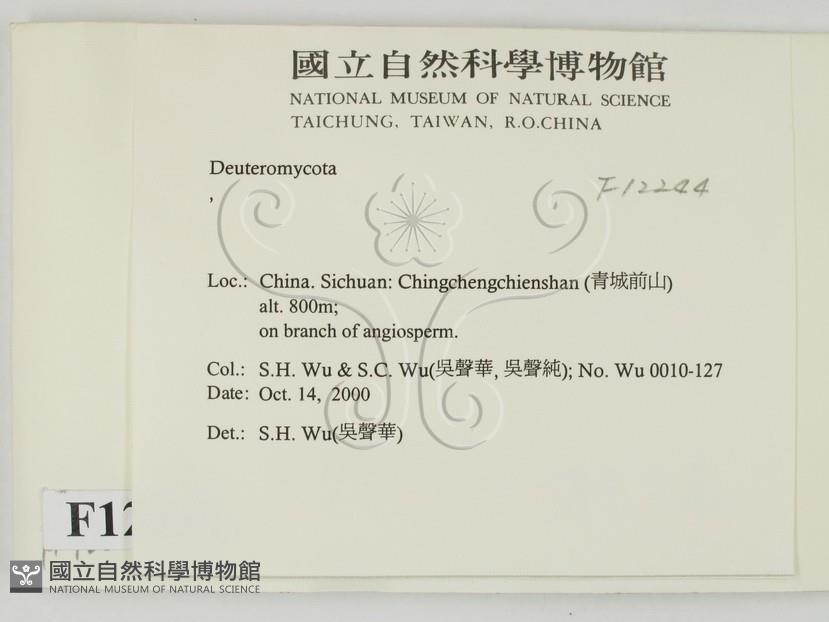 國立自然科學博物館
NATIONAL MUSEUM OF NATURAL SCIENCE
TAICHUNG, TAIWAN, R.O.CHINA
Deuteromycota
,
F12244
Loc.: China. Sichuan: Chingchengchienshan (青城前山)
alt. 800m;
on branch of angiosperm.
Col.: S.H. Wu & S.C. Wu(吳聲華, 吳聲純); No. Wu 0010-127
Date: Oct. 14, 2000
Det.: S.H. Wu(吳聲華)
F12
國立自然科學博物館
NATIONAL MUSEUM OF NATURAL SCIENCE